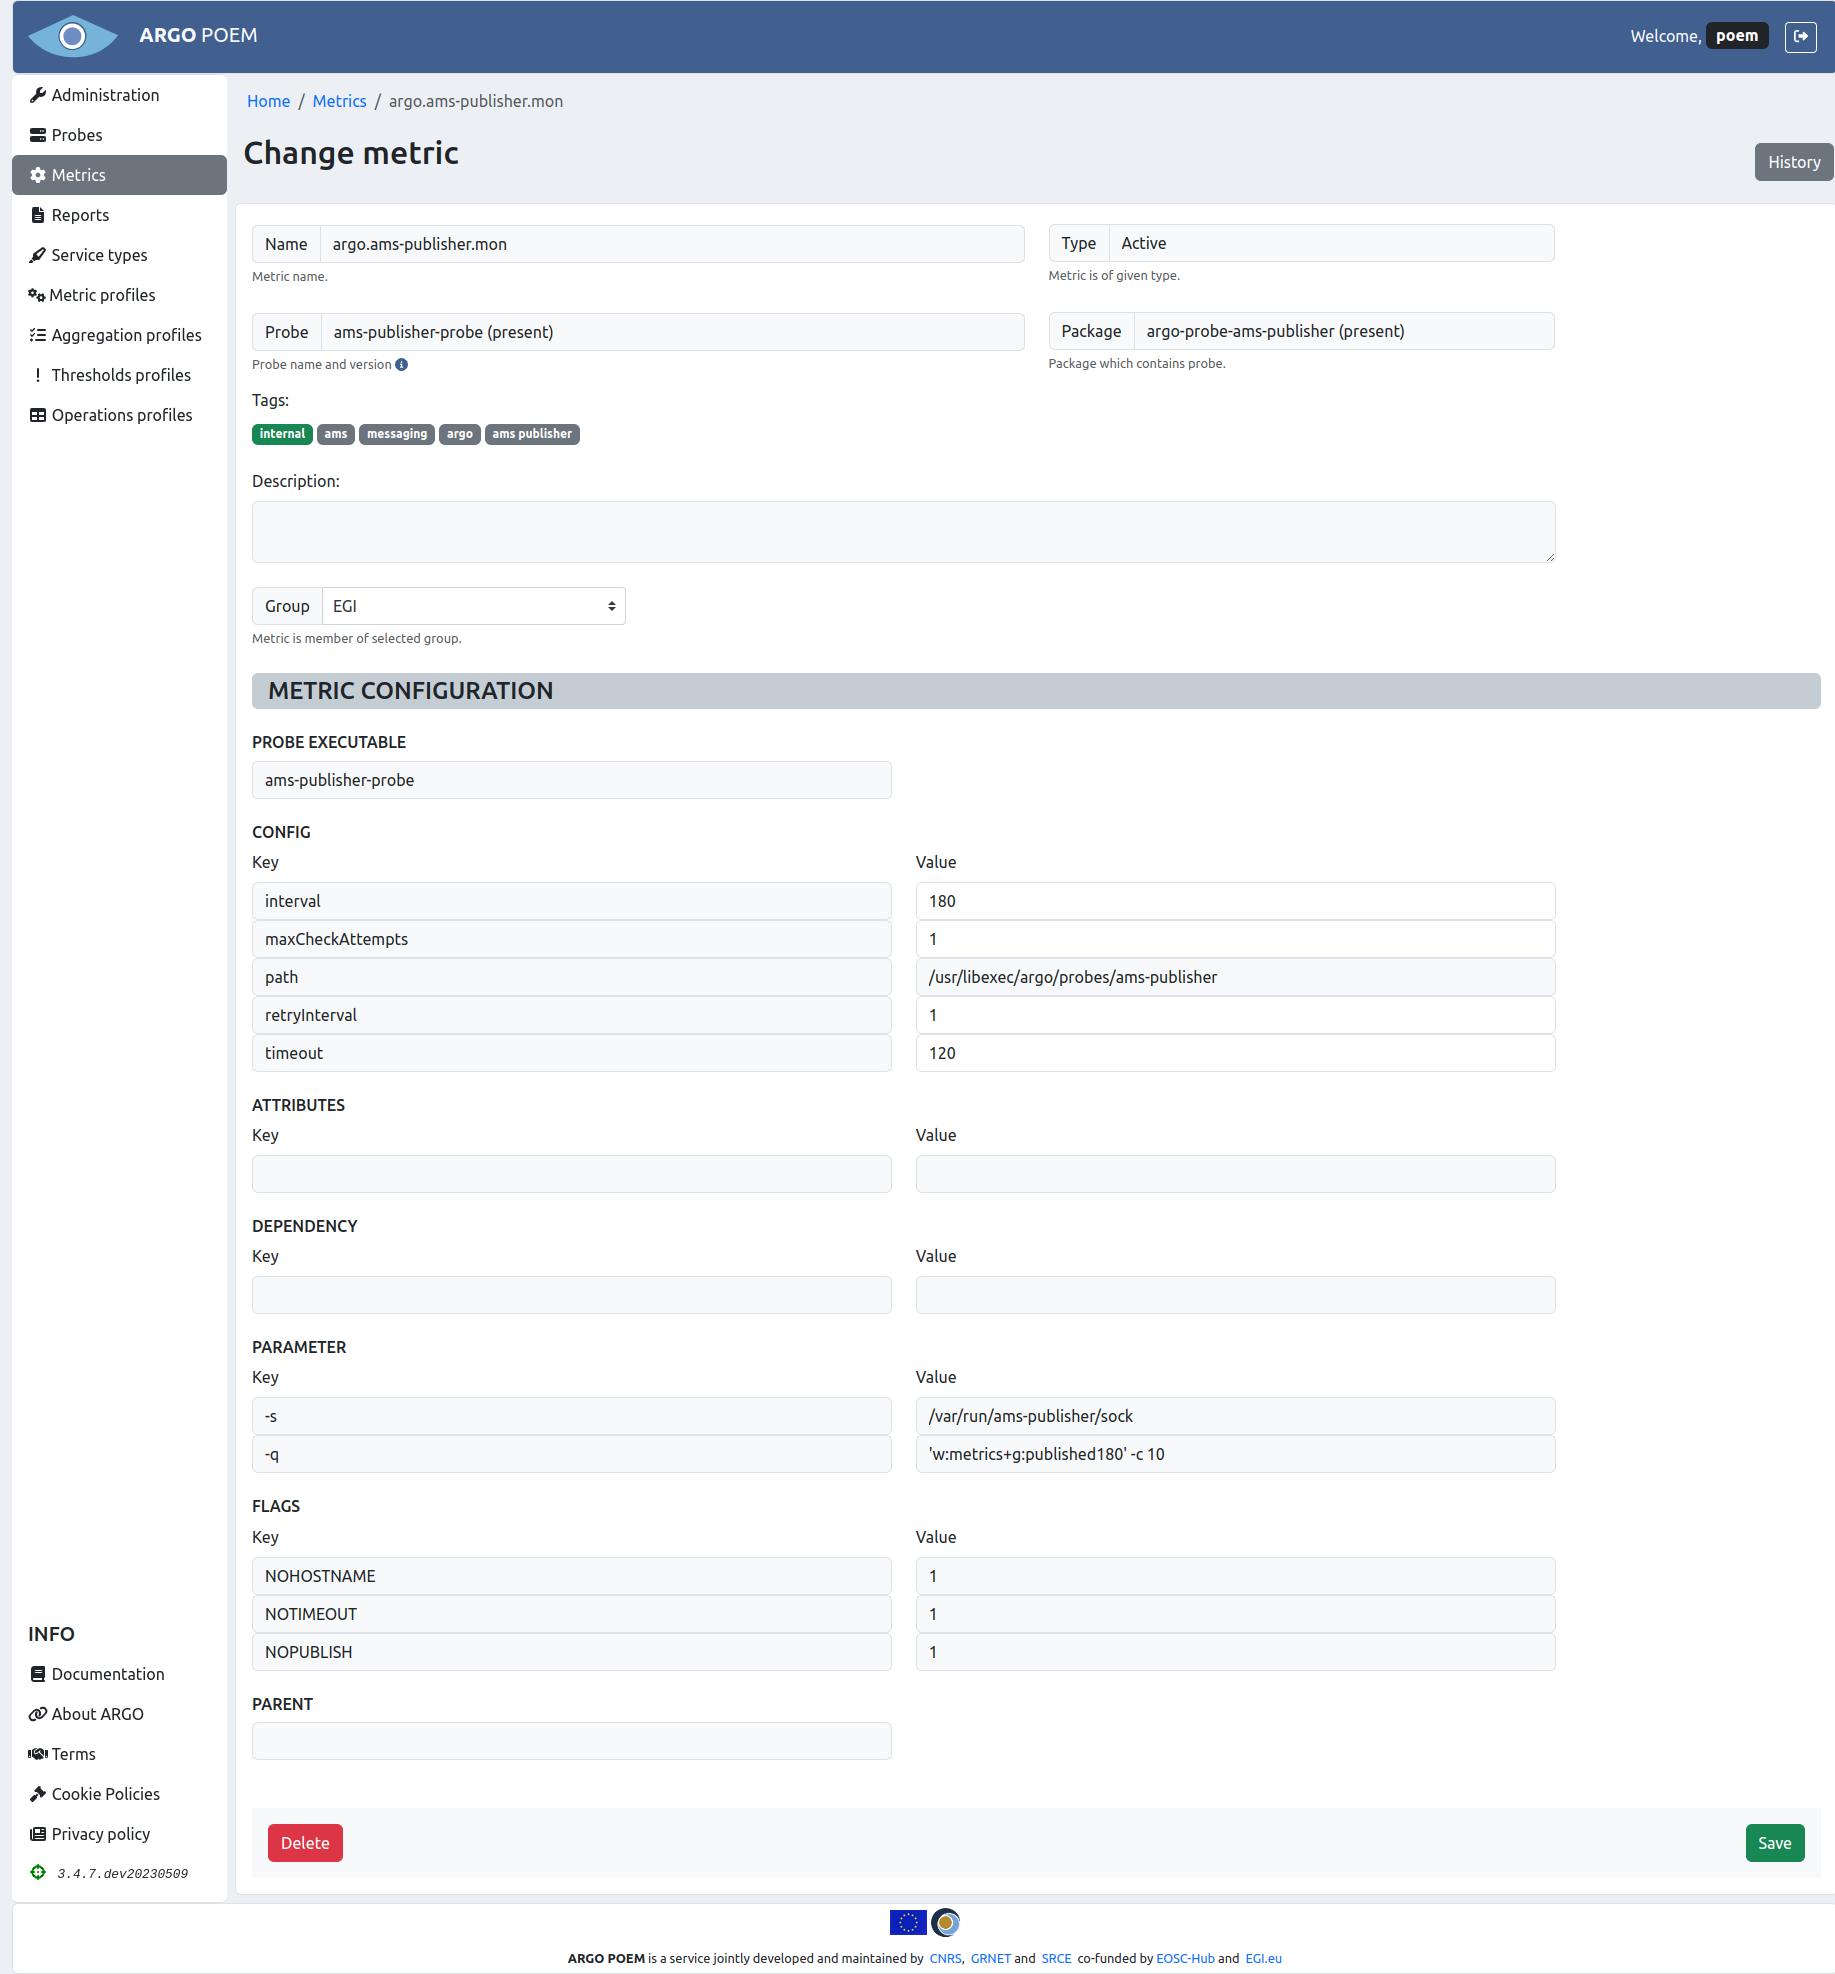 ARGO POEM
Welcome, poem
Administration
Probes
Metrics
Reports
Service types
Metric profiles
Aggregation profiles
Thresholds profiles
Operations profiles
Home / Metrics / argo.ams-publisher.mon
Change metric
History
Name argo.ams-publisher.mon
Metric name.
Type Active
Metric is of given type.
Probe ams-publisher-probe (present)
Probe name and version
Package argo-probe-ams-publisher (present)
Package which contains probe.
Tags:
internal ams messaging argo ams publisher
Description:
Group EGI
Metric is member of selected group.
METRIC CONFIGURATION
PROBE EXECUTABLE
ams-publisher-probe
CONFIG
Key Value
interval 180
maxCheckAttempts 1
path /usr/libexec/argo/probes/ams-publisher
retryInterval 1
timeout 120
ATTRIBUTES
Key Value
DEPENDENCY
Key Value
PARAMETER
Key Value
-s /var/run/ams-publisher/sock
-q 'w:metrics+g:published180' -c 10
FLAGS
Key Value
NOHOSTNAME 1
NOTIMEOUT 1
NOPUBLISH 1
PARENT
Delete
Save
INFO
Documentation
About ARGO
Terms
Cookie Policies
Privacy policy
3.4.7.dev20230509
ARGO POEM is a service jointly developed and maintained by CNRS, GRNET and SRCE co-funded by EOSC-Hub and EGI.eu